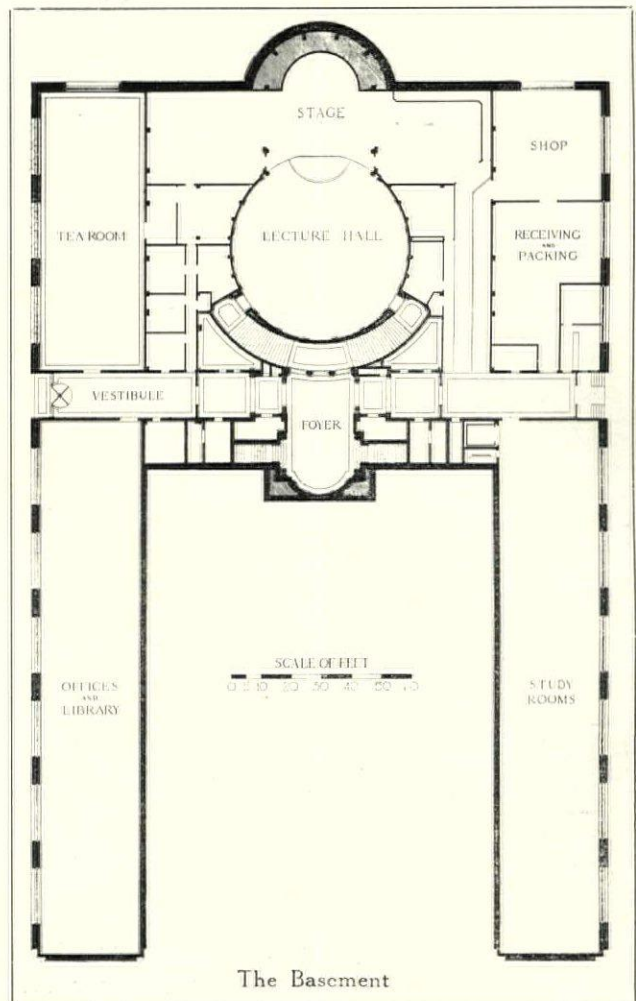 STAGE
SHOP
TEA ROOM
LECTURE HALL
RECEIVING
AND
PACKING
VESTIBULE
FOYER
SCALE OF FEET
0 5 10 20 30 40 50 60
OFFICES
AND
LIBRARY
STUDY
ROOMS
The Basement